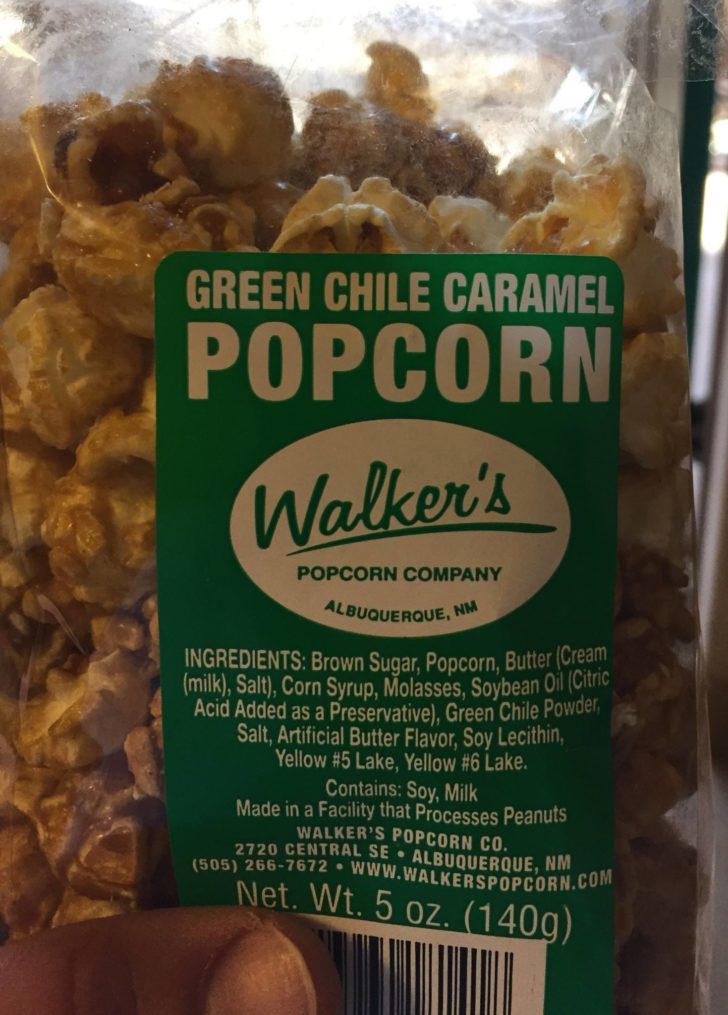 GREEN CHILE CARAMEL
POPCORN
Walker's
POPCORN COMPANY
ALBUQUERQUE, NM
INGREDIENTS: Brown Sugar, Popcorn, Butter (Cream
(milk), Salt), Corn Syrup, Molasses, Soybean Oil (Citric
Acid Added as a Preservative), Green Chile Powder,
Salt, Artificial Butter Flavor, Soy Lecithin,
Yellow #5 Lake, Yellow #6 Lake.
Contains: Soy, Milk
Made in a Facility that Processes Peanuts
WALKER'S POPCORN CO.
2720 CENTRAL SE • ALBUQUERQUE, NM
(505) 266-7672 • WWW.WALKERSPOPCORN.COM
Net. Wt. 5 oz. (140g)